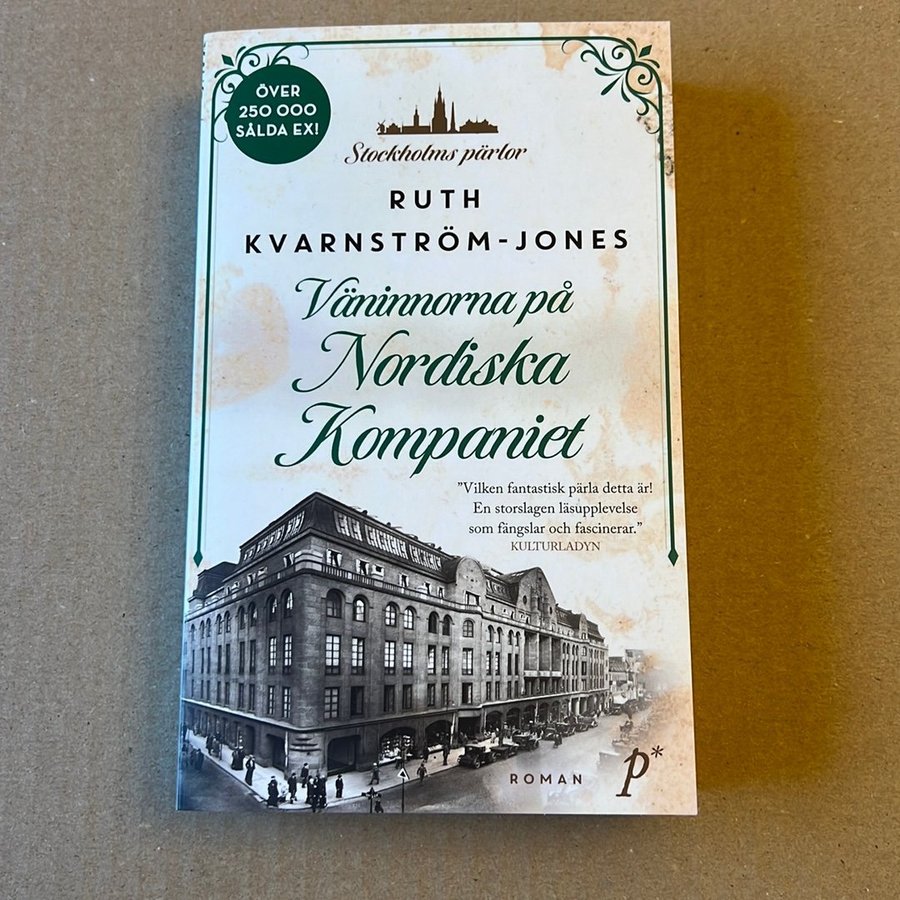 ÖVER
250 000
SÅLDA EX!
Stockholms pärlor
RUTH
KVARNSTRÖM-JONES
Väninnorna på
Nordiska
Kompaniet
”Vilken fantastisk pärla detta är!
En storslagen läsupplevelse
som fängslar och fascinerar.”
KULTURLADYN
ROMAN
p*